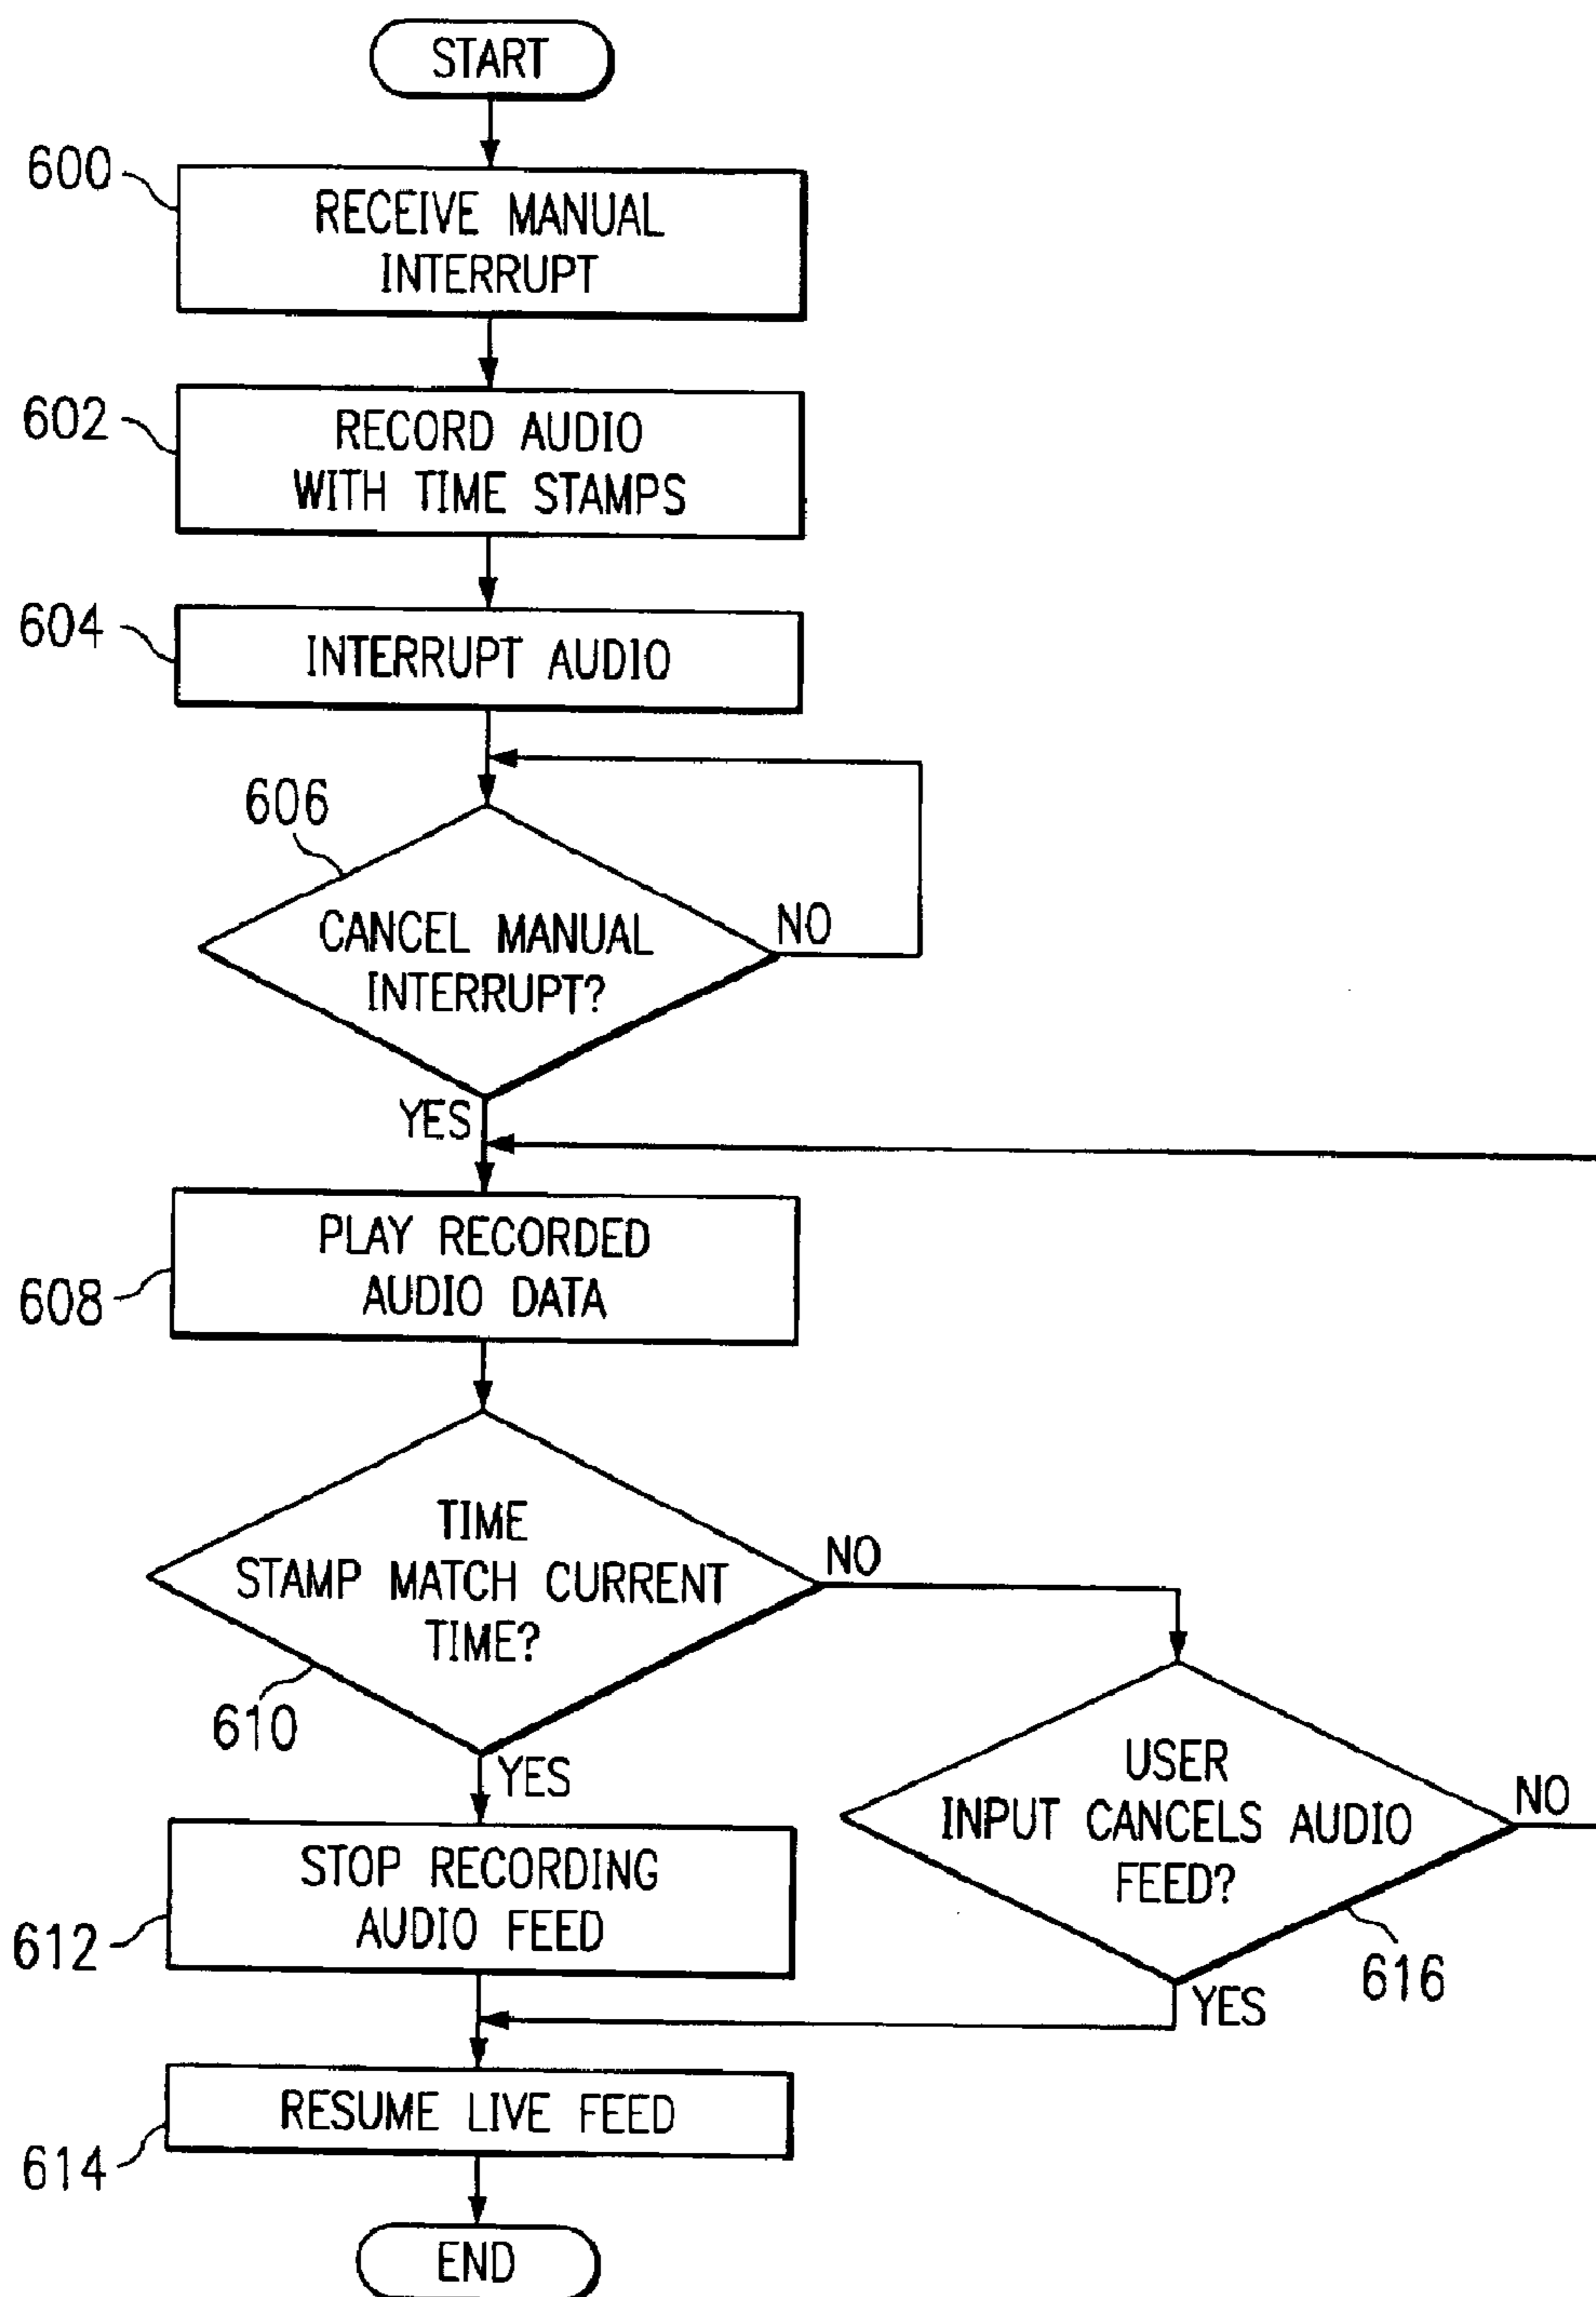 START
600
RECEIVE MANUAL
INTERRUPT
602
RECORD AUDIO
WITH TIME STAMPS
604
INTERRUPT AUDIO
606
CANCEL MANUAL
INTERRUPT?
NO
YES
PLAY RECORDED
AUDIO DATA
608
TIME
STAMP MATCH CURRENT
TIME?
NO
610
YES
USER
INPUT CANCELS AUDIO
FEED?
NO
616
YES
STOP RECORDING
AUDIO FEED
612
RESUME LIVE FEED
614
END